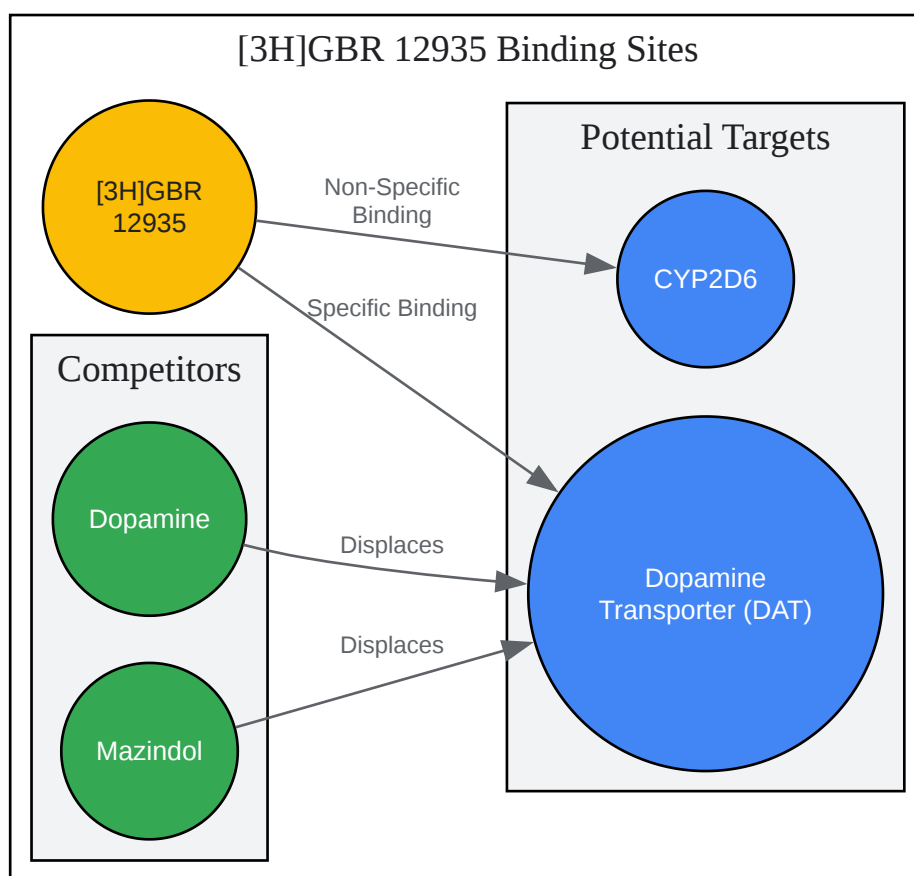 [3H]GBR 12935 Binding Sites
[3H]GBR
12935
Non-Specific
Binding
Specific Binding
Potential Targets
CYP2D6
Competitors
Dopamine
Displaces
Dopamine
Transporter (DAT)
Displaces
Mazindol